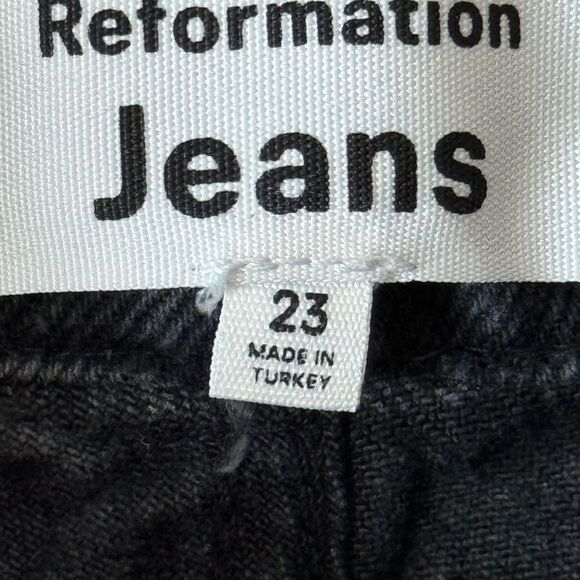 Reformation
Jeans
23
MADE IN
TURKEY